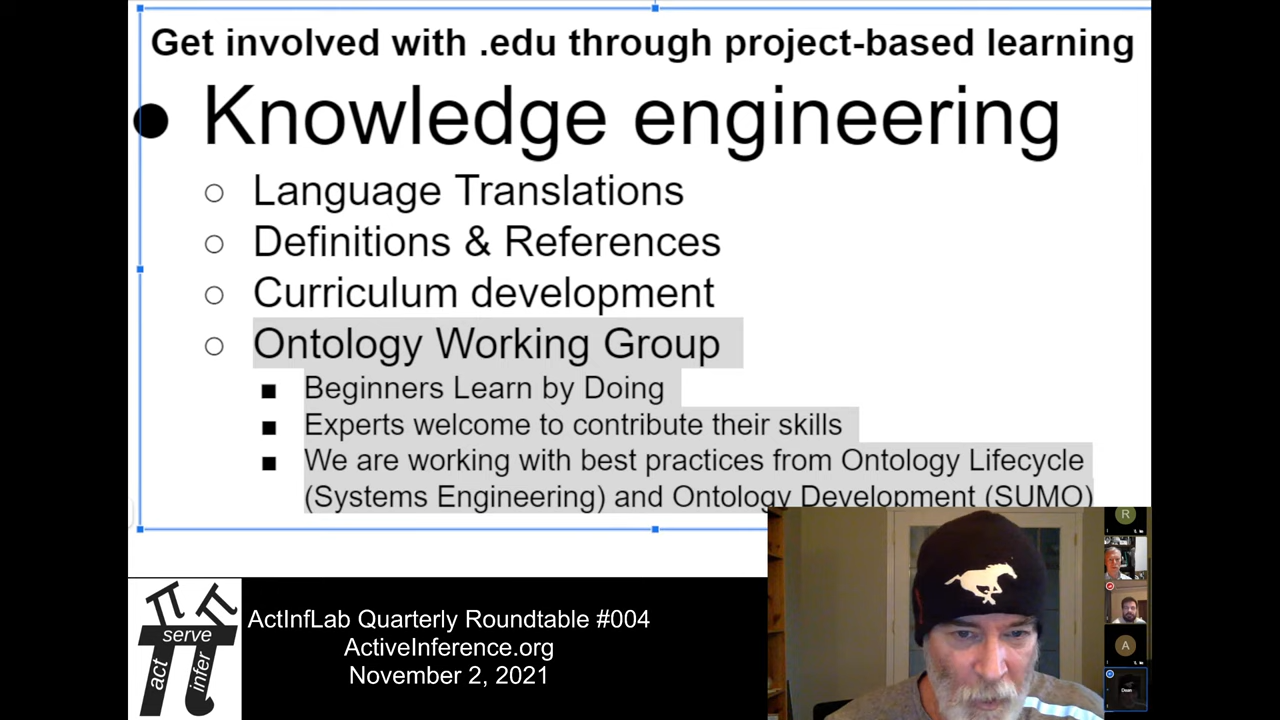 Get involved with .edu through project-based learning
● Knowledge engineering
○ Language Translations
○ Definitions & References
○ Curriculum development
○ Ontology Working Group
■ Beginners Learn by Doing
■ Experts welcome to contribute their skills
■ We are working with best practices from Ontology Lifecycle
(Systems Engineering) and Ontology Development (SUMO)
serve
act
infer
ActInfLab Quarterly Roundtable #004
ActiveInference.org
November 2, 2021
R
A
Dean